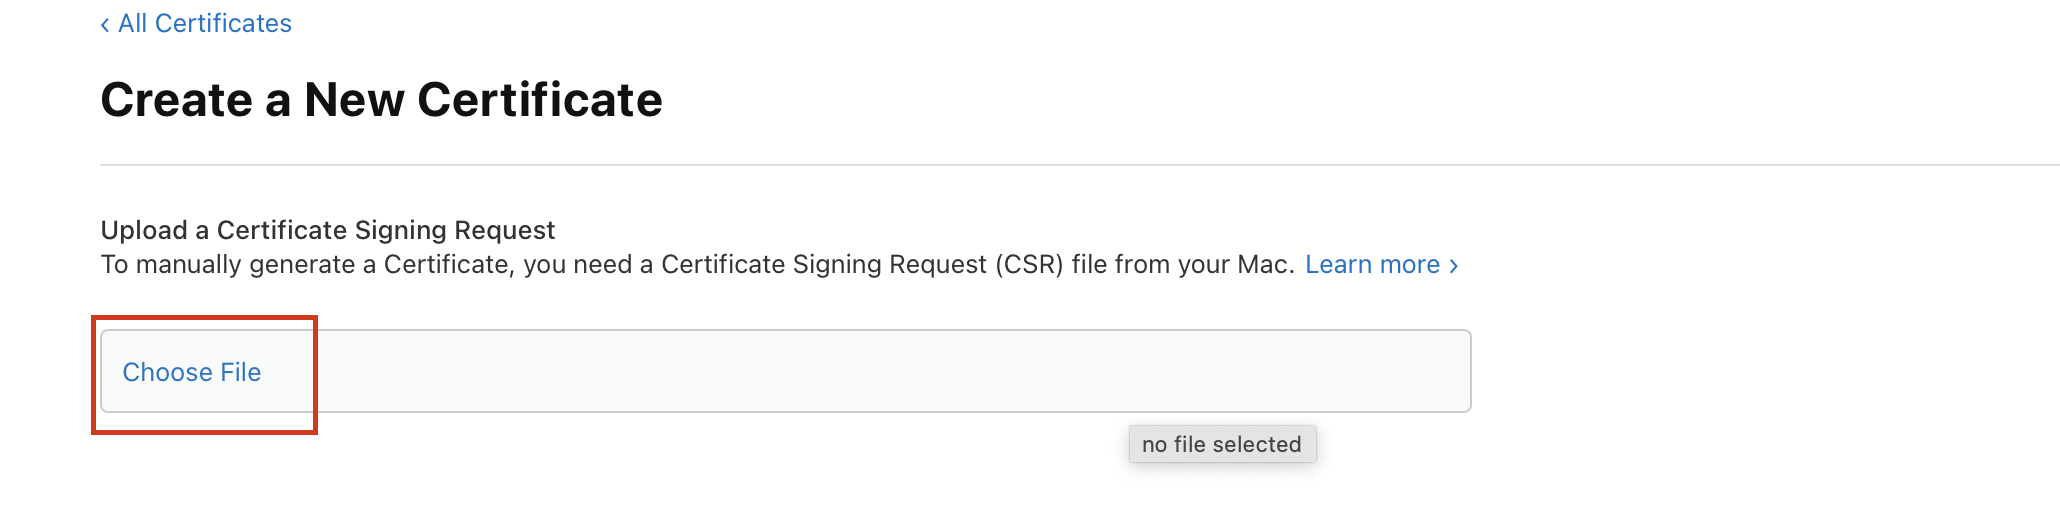 ‹ All Certificates
Create a New Certificate
Upload a Certificate Signing Request
To manually generate a Certificate, you need a Certificate Signing Request (CSR) file from your Mac. Learn more ›
Choose File
no file selected